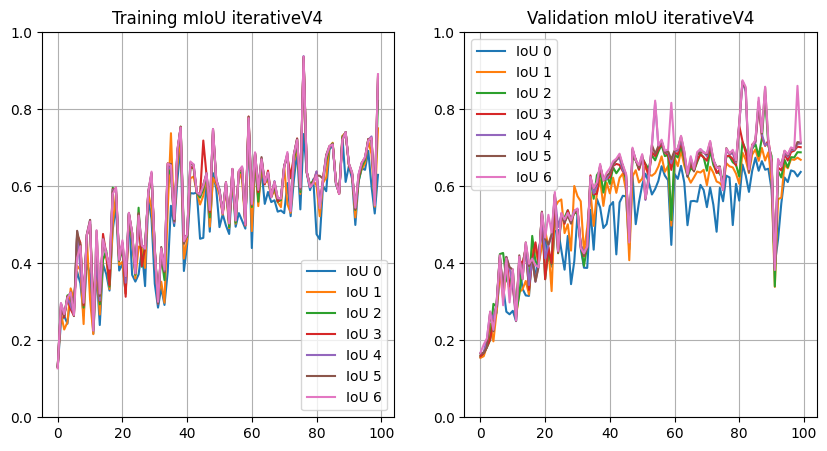 Training mIoU iterativeV4
1.0
0.8
0.6
0.4
0.2
0.0
0
20
40
60
80
100
IoU 0
IoU 1
IoU 2
IoU 3
IoU 4
IoU 5
IoU 6
Validation mIoU iterativeV4
1.0
0.8
0.6
0.4
0.2
0.0
0
20
40
60
80
100
IoU 0
IoU 1
IoU 2
IoU 3
IoU 4
IoU 5
IoU 6